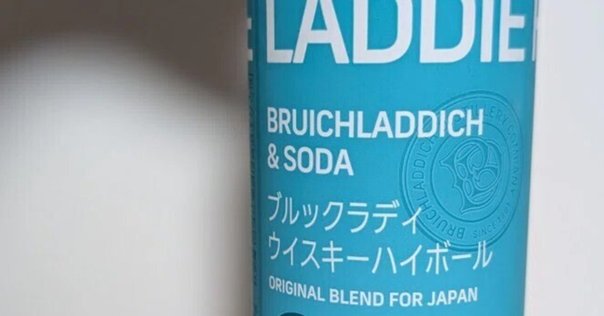 LADDIE
BRUICHLADDICH
& SODA
ブルックラディ
ウイスキーハイボール
ORIGINAL BLEND FOR JAPAN